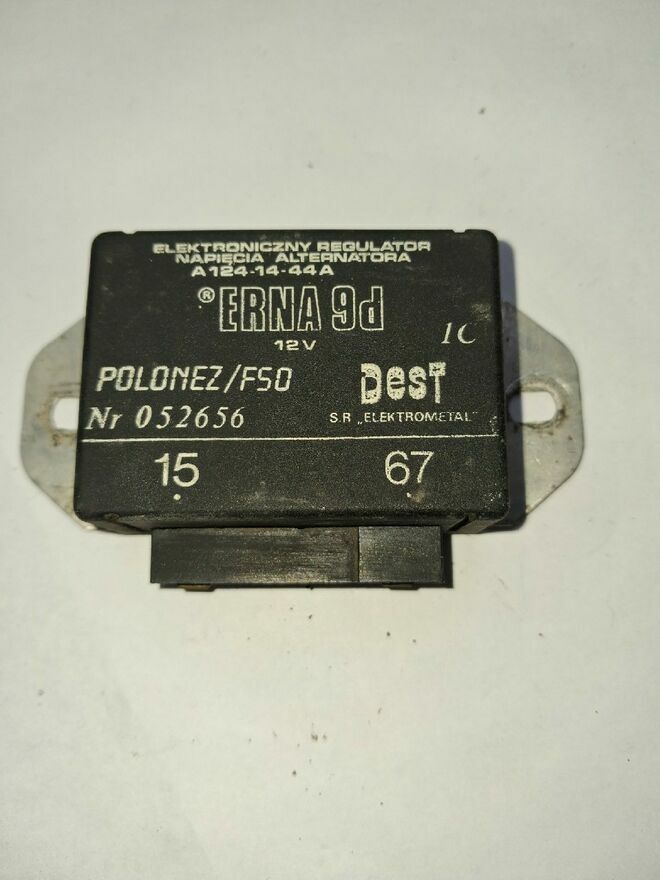 ELEKTRONICZNY REGULATOR
NAPIĘCIA ALTERNATORA
A124-14-44A
® ERNA 9d
12V
1C
POLONEZ/FSO
DesT
Nr 052656
S.R. „ELEKTROMETAL"
15 67